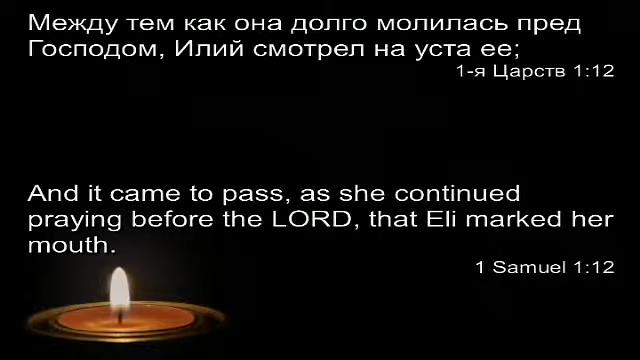 Между тем как она долго молилась пред
Господом, Илий смотрел на уста ее;
1-я Царств 1:12
And it came to pass, as she continued
praying before the LORD, that Eli marked her
mouth.
1 Samuel 1:12